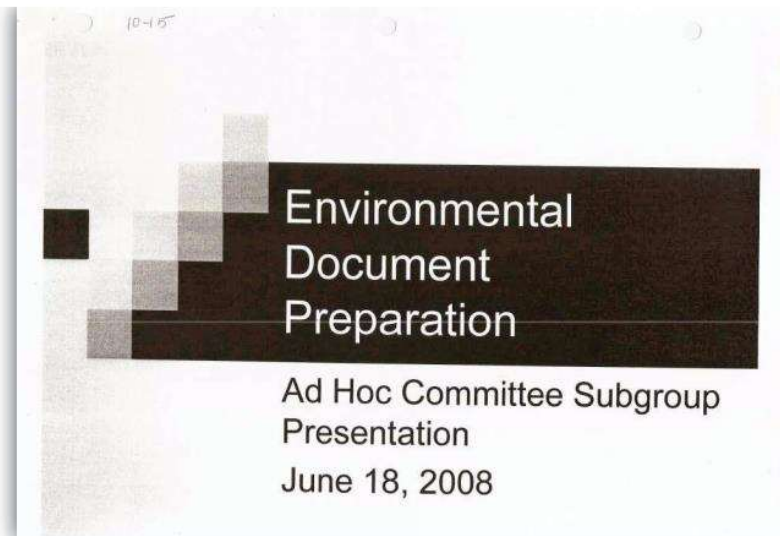 10-15
Environmental
Document
Preparation
Ad Hoc Committee Subgroup
Presentation
June 18, 2008